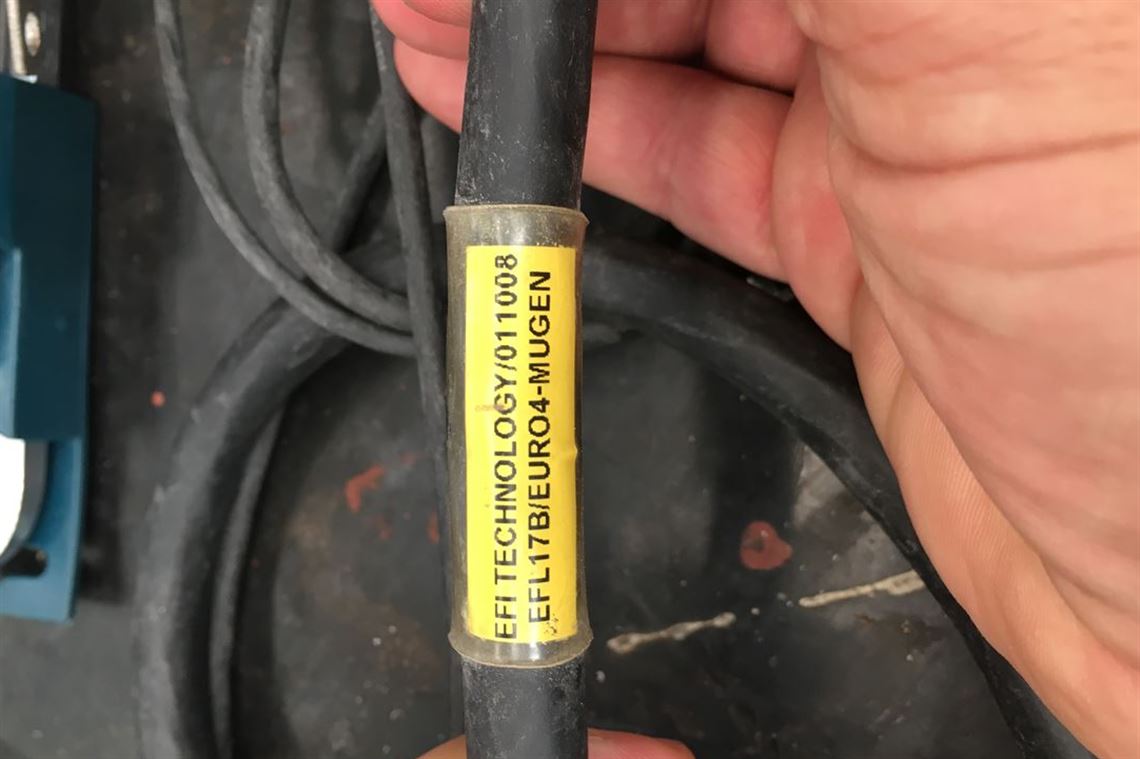 EFI TECHNOLOGY/011008
EFL17B/EURO4-MUGEN